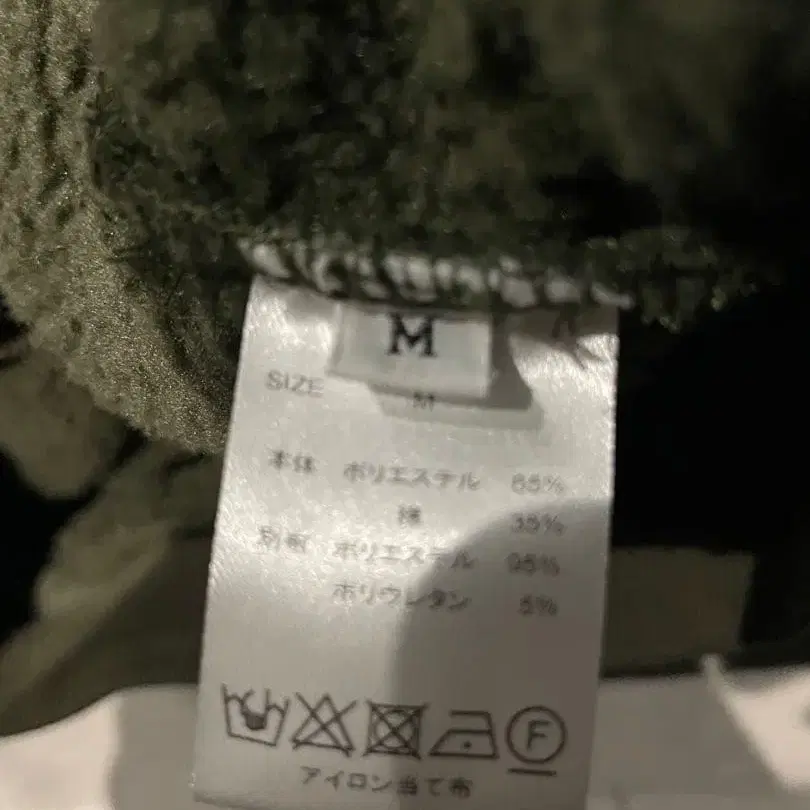 M
SIZE M
本体 ポリエステル 65%
綿 35%
別布 ポリエステル 95%
ポリウレタン 5%
F
アイロン当て布